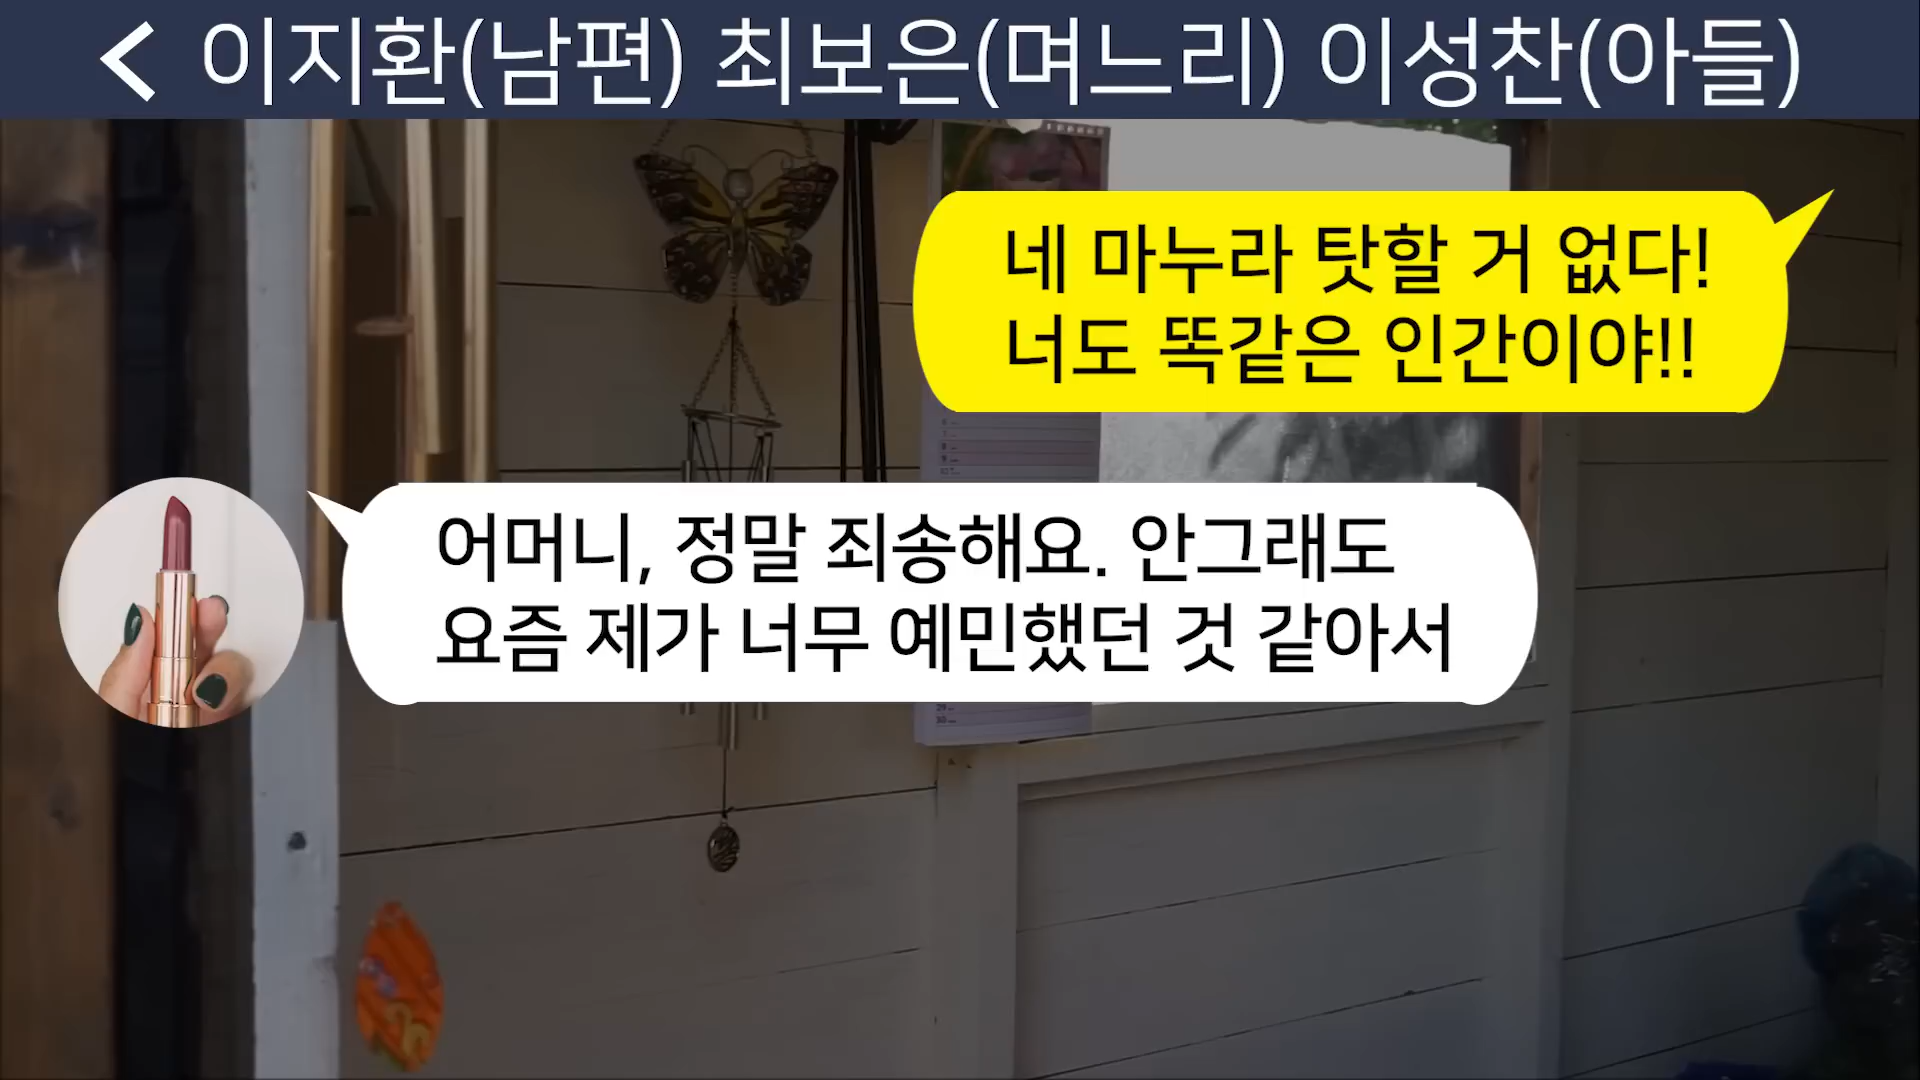 이지환(남편) 최보은(며느리) 이성찬(아들)
네 마누라 탓할 거 없다!
너도 똑같은 인간이야!!
어머니, 정말 죄송해요. 안그래도
요즘 제가 너무 예민했던 것 같아서